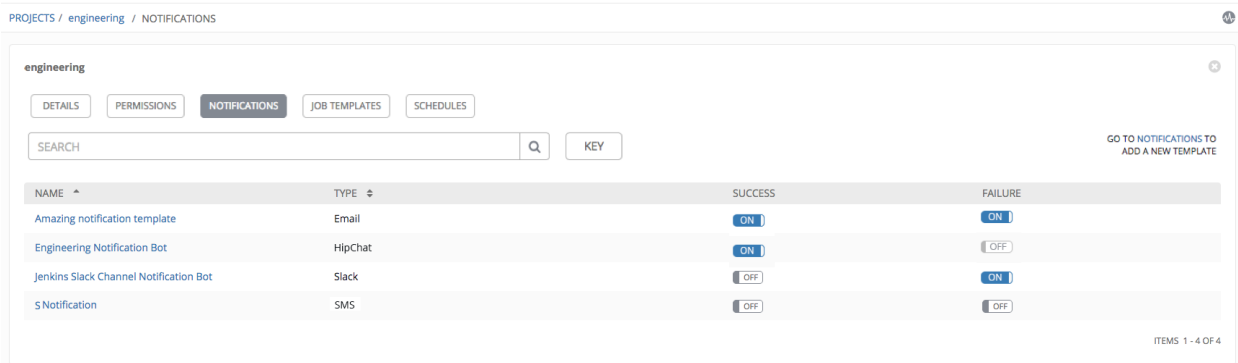 PROJECTS / engineering / NOTIFICATIONS
engineering
DETAILS PERMISSIONS NOTIFICATIONS JOB TEMPLATES SCHEDULES
SEARCH KEY
GO TO NOTIFICATIONS TO
ADD A NEW TEMPLATE
NAME TYPE SUCCESS FAILURE
Amazing notification template Email ON ON
Engineering Notification Bot HipChat ON OFF
Jenkins Slack Channel Notification Bot Slack OFF ON
S Notification SMS OFF OFF
ITEMS 1 - 4 OF 4